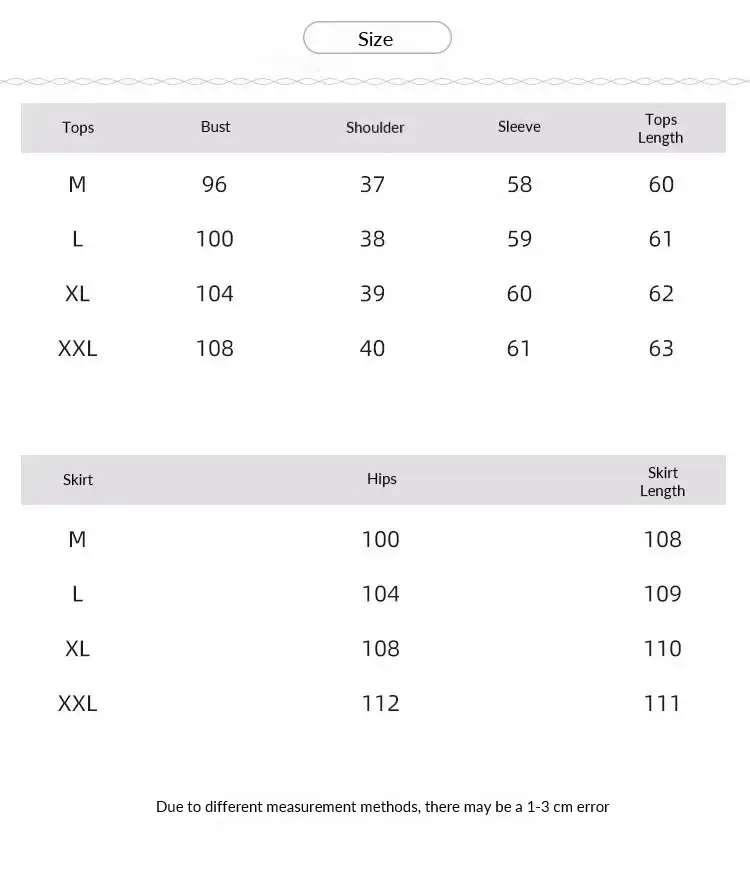 Size
Tops Bust Shoulder Sleeve Tops Length
M 96 37 58 60
L 100 38 59 61
XL 104 39 60 62
XXL 108 40 61 63
Skirt Hips Skirt Length
M 100 108
L 104 109
XL 108 110
XXL 112 111
Due to different measurement methods, there may be a 1-3 cm error